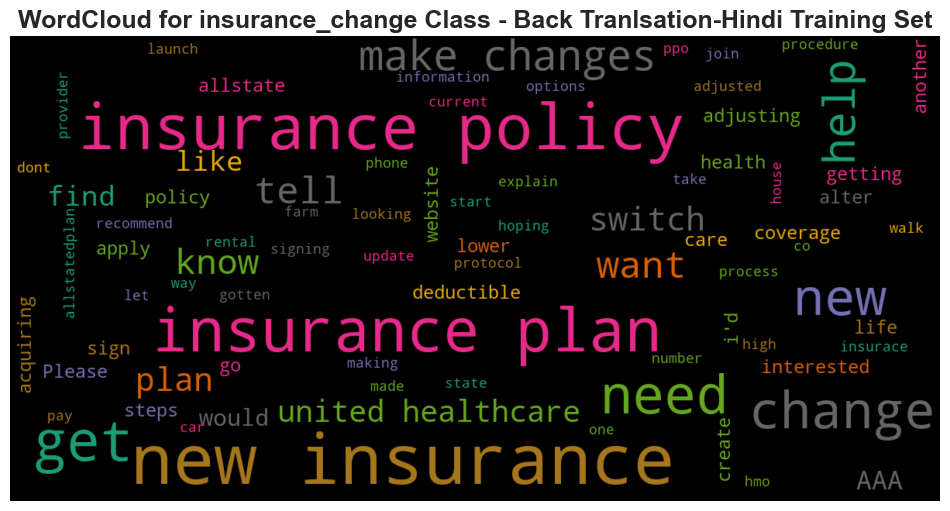 WordCloud for insurance_change Class - Back Tranlsation-Hindi Training Set
launch
make changes
ppo
join
procedure
another
provider
allstate
information
options
adjusted
help
current
insurance policy
adjusting
dont
like
phone
health
getting
find
policy
tell
explain
take
house
alter
website
start
farm
looking
switch
allstatedplan
recommend
hoping
walk
apply
rental
signing
lower
care
coverage
co
know
update
protocol
want
process
way
let
gotten
deductible
new
acquiring
insurance plan
i'd
life
sign
high
insurace
Please
go
making
number
interested
plan
made
state
need
pay
steps
would
united healthcare
change
car
one
get
new insurance
create
hmo
AAA